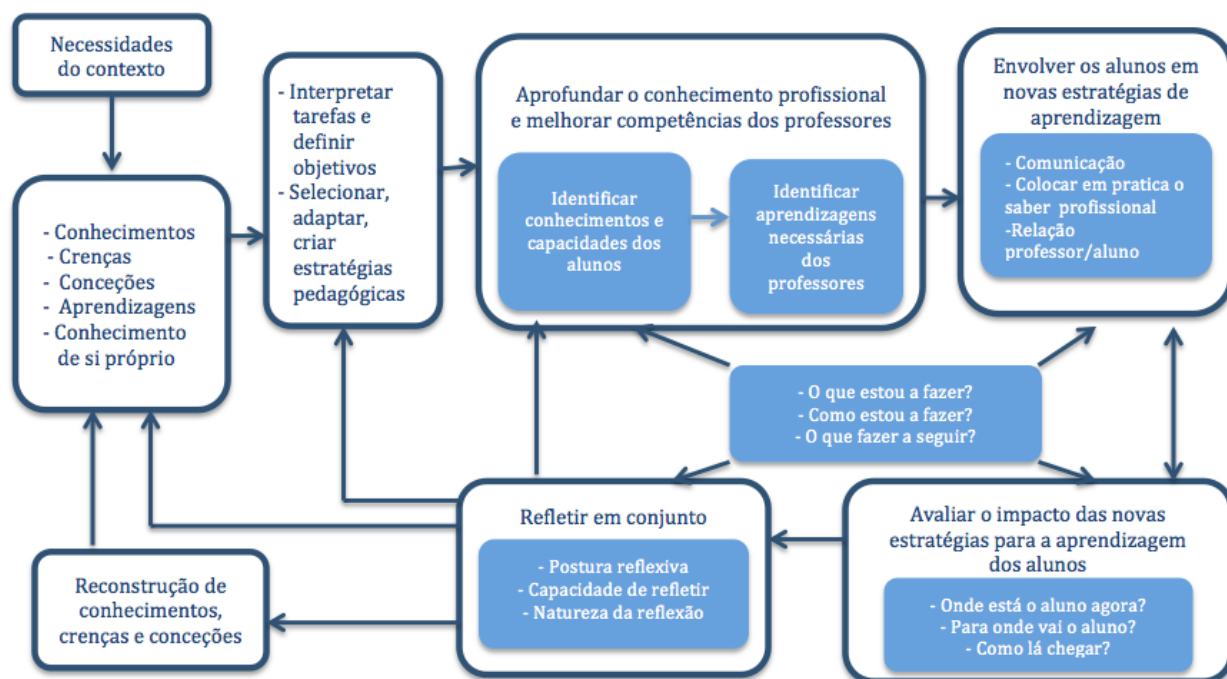 Necessidades
do contexto
- Conhecimentos
- Crenças
- Conceções
- Aprendizagens
- Conhecimento
de si próprio
- Interpretar
tarefas e
definir
objetivos
- Selecionar,
adaptar,
criar
estratégias
pedagógicas
Aprofundar o conhecimento profissional
e melhorar competências dos professores
Identificar
conhecimentos e
capacidades dos
alunos
Identificar
aprendizagens
necessárias
dos
professores
Envolver os alunos em
novas estratégias de
aprendizagem
- Comunicação
- Colocar em pratica o
saber profissional
-Relação
professor/aluno
- O que estou a fazer?
- Como estou a fazer?
- O que fazer a seguir?
Refletir em conjunto
- Postura reflexiva
- Capacidade de refletir
- Natureza da reflexão
Avaliar o impacto das novas
estratégias para a aprendizagem
dos alunos
- Onde está o aluno agora?
- Para onde vai o aluno?
- Como lá chegar?
Reconstrução de
conhecimentos,
crenças e conceções